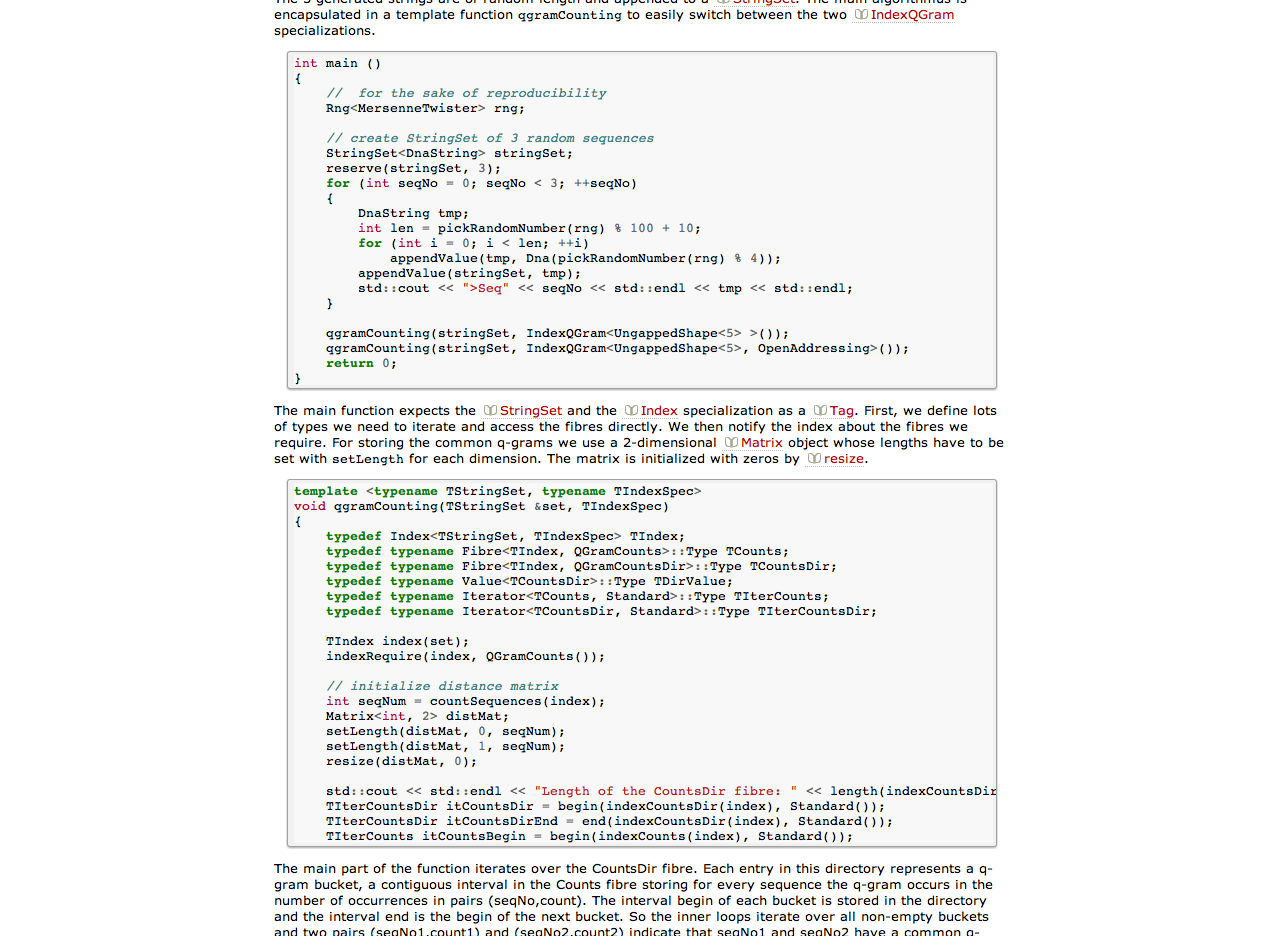 The 3 generated strings are of random length and appended to a StringSet. The main algorithmus is
encapsulated in a template function qgramCounting to easily switch between the two IndexQGram
specializations.
int main ()
{
    //  for the sake of reproducibility
    Rng<MersenneTwister> rng;

    // create StringSet of 3 random sequences
    StringSet<DnaString> stringSet;
    reserve(stringSet, 3);
    for (int seqNo = 0; seqNo < 3; ++seqNo)
    {
        DnaString tmp;
        int len = pickRandomNumber(rng) % 100 + 10;
        for (int i = 0; i < len; ++i)
            appendValue(tmp, Dna(pickRandomNumber(rng) % 4));
        appendValue(stringSet, tmp);
        std::cout << ">Seq" << seqNo << std::endl << tmp << std::endl;
    }

    qgramCounting(stringSet, IndexQGram<UngappedShape<5> >());
    qgramCounting(stringSet, IndexQGram<UngappedShape<5>, OpenAddressing>());
    return 0;
}
The main function expects the StringSet and the Index specialization as a Tag. First, we define lots
of types we need to iterate and access the fibres directly. We then notify the index about the fibres we
require. For storing the common q-grams we use a 2-dimensional Matrix object whose lengths have to be
set with setLength for each dimension. The matrix is initialized with zeros by resize.
template <typename TStringSet, typename TIndexSpec>
void qgramCounting(TStringSet &set, TIndexSpec)
{
    typedef Index<TStringSet, TIndexSpec> TIndex;
    typedef typename Fibre<TIndex, QGramCounts>::Type TCounts;
    typedef typename Fibre<TIndex, QGramCountsDir>::Type TCountsDir;
    typedef typename Value<TCountsDir>::Type TDirValue;
    typedef typename Iterator<TCounts, Standard>::Type TIterCounts;
    typedef typename Iterator<TCountsDir, Standard>::Type TIterCountsDir;

    TIndex index(set);
    indexRequire(index, QGramCounts());

    // initialize distance matrix
    int seqNum = countSequences(index);
    Matrix<int, 2> distMat;
    setLength(distMat, 0, seqNum);
    setLength(distMat, 1, seqNum);
    resize(distMat, 0);

    std::cout << std::endl << "Length of the CountsDir fibre: " << length(indexCountsDir
    TIterCountsDir itCountsDir = begin(indexCountsDir(index), Standard());
    TIterCountsDir itCountsDirEnd = end(indexCountsDir(index), Standard());
    TIterCounts itCountsBegin = begin(indexCounts(index), Standard());
The main part of the function iterates over the CountsDir fibre. Each entry in this directory represents a q-
gram bucket, a contiguous interval in the Counts fibre storing for every sequence the q-gram occurs in the
number of occurrences in pairs (seqNo,count). The interval begin of each bucket is stored in the directory
and the interval end is the begin of the next bucket. So the inner loops iterate over all non-empty buckets
and two pairs (seqNo1,count1) and (seqNo2,count2) indicate that seqNo1 and seqNo2 have a common q-